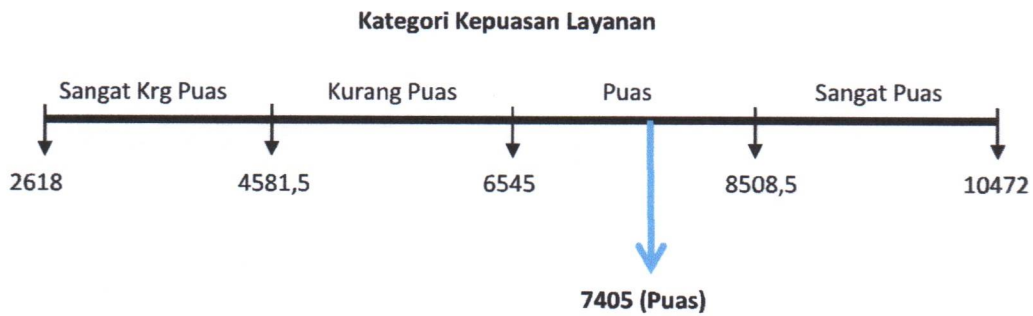 Kategori Kepuasan Layanan
Sangat Krg Puas Kurang Puas Puas Sangat Puas
2618 4581,5 6545 8508,5 10472
7405 (Puas)